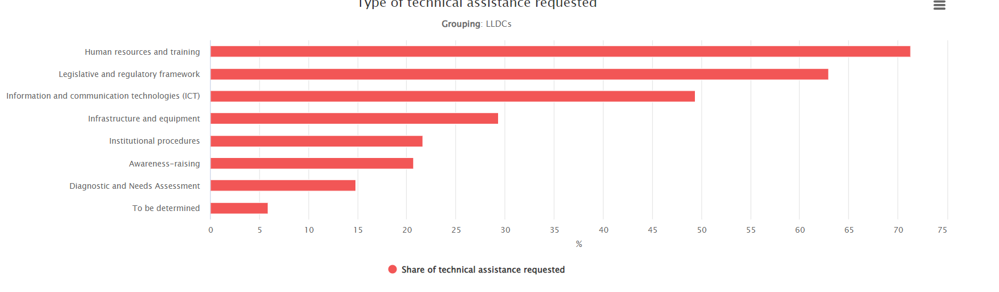 Type of technical assistance requested
Grouping: LLDCs
Human resources and training
Legislative and regulatory framework
Information and communication technologies (ICT)
Infrastructure and equipment
Institutional procedures
Awareness-raising
Diagnostic and Needs Assessment
To be determined
0 5 10 15 20 25 30 35 40 45 50 55 60 65 70 75
%
Share of technical assistance requested